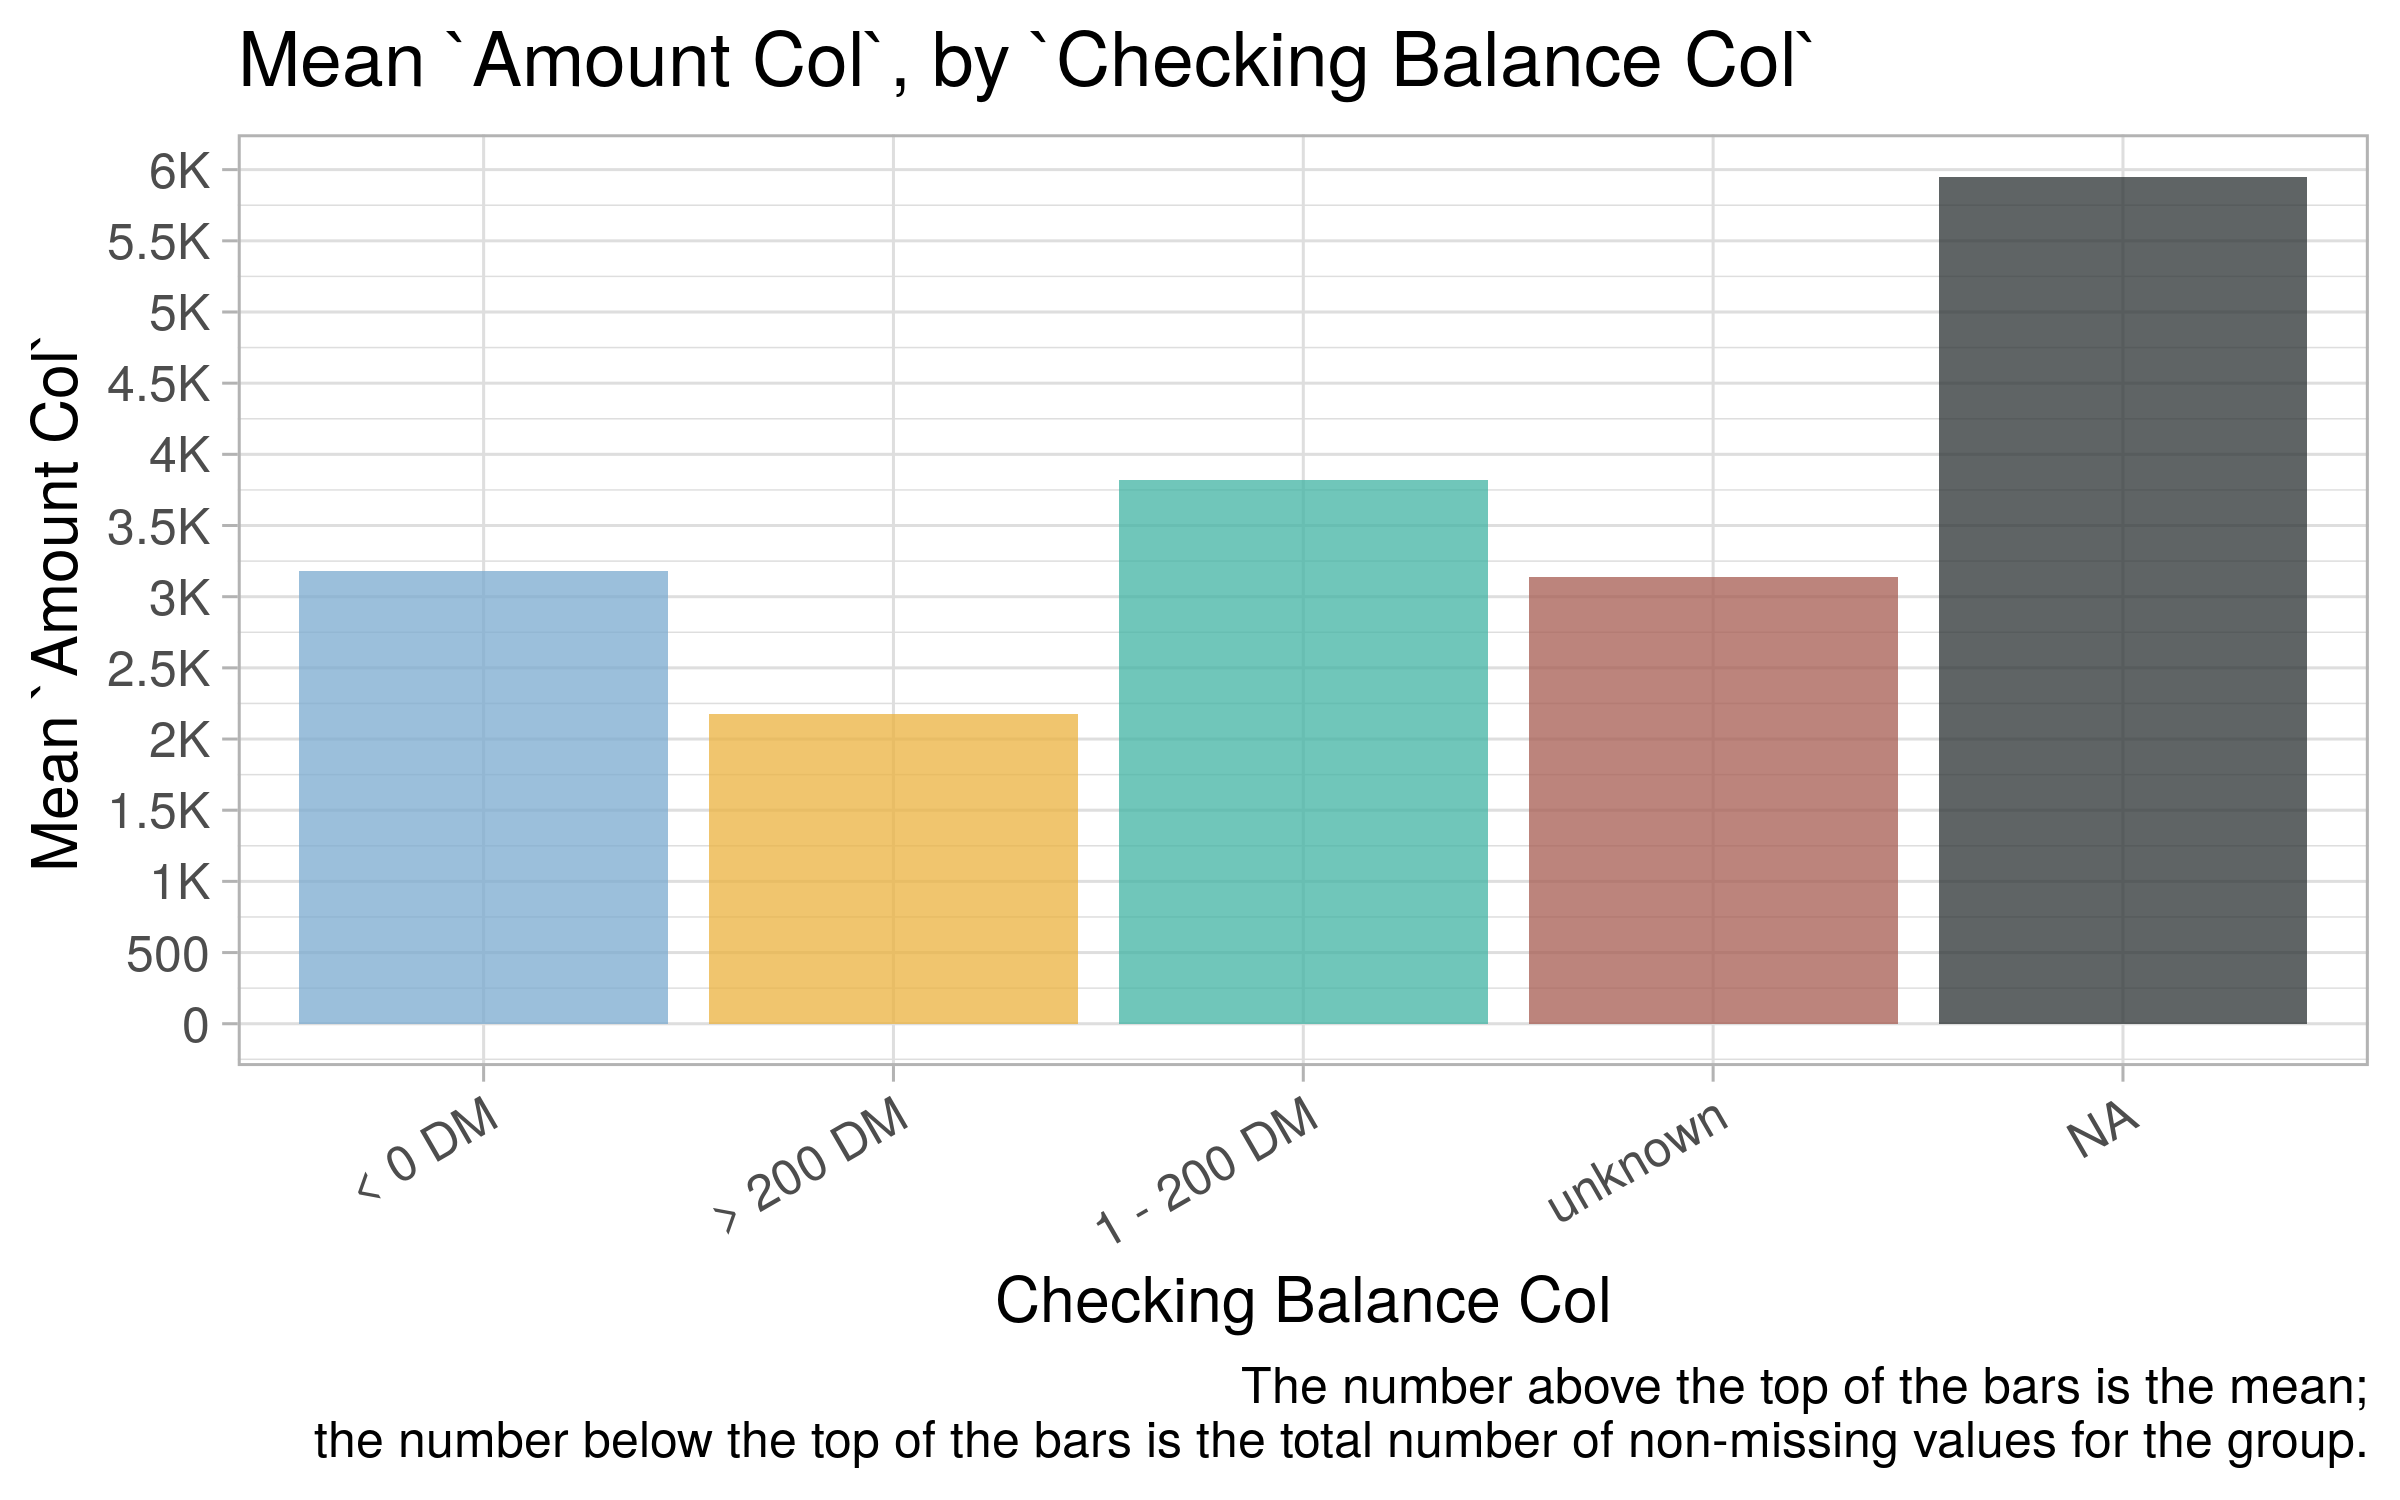 Mean `Amount Col`, by `Checking Balance Col`
Mean `Amount Col`
6K
5.5K
5K
4.5K
4K
3.5K
3K
2.5K
2K
1.5K
1K
500
0
< 0 DM
> 200 DM
1 - 200 DM
unknown
NA
Checking Balance Col
The number above the top of the bars is the mean;
the number below the top of the bars is the total number of non-missing values for the group.